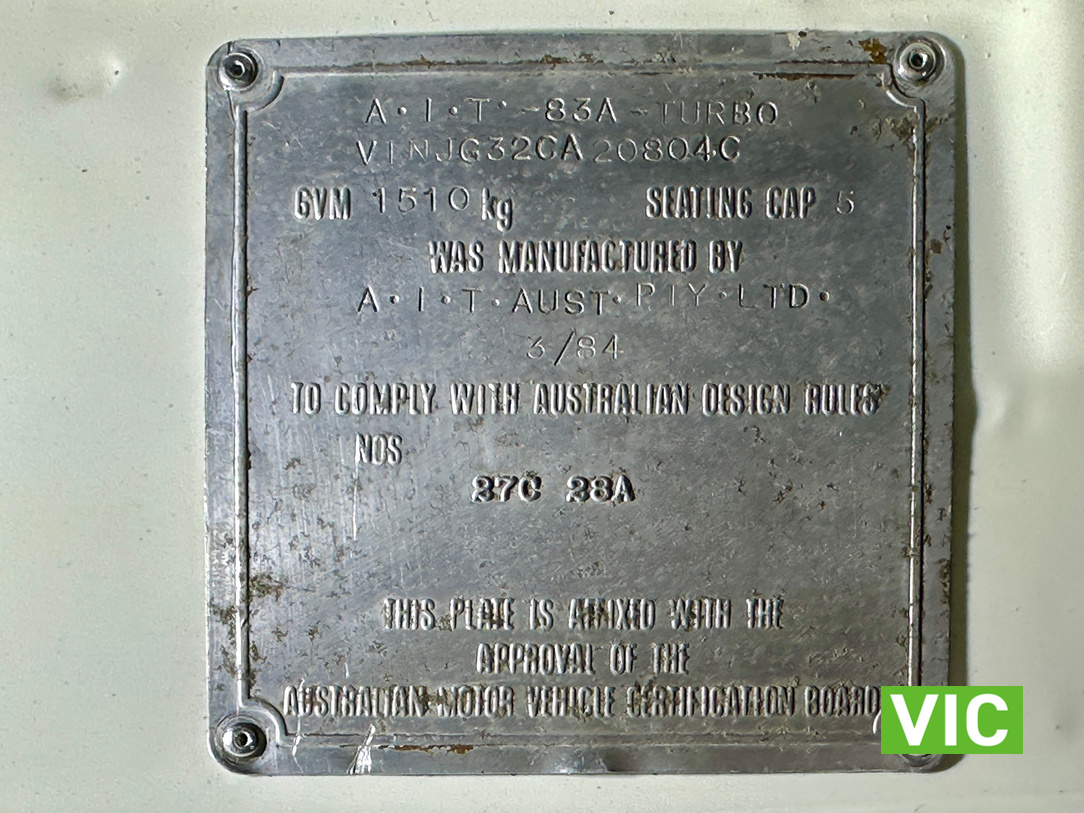 A·I·T·-83A-TURBO
VINJG32CA20804C
GVM 1510 kg SEATING CAP 5
WAS MANUFACTURED BY
A·I·T·AUST·PTY·LTD·
3/84
TO COMPLY WITH AUSTRALIAN DESIGN RULES
NOS
27C 28A
THIS PLATE IS AFFIXED WITH THE
APPROVAL OF THE
AUSTRALIAN MOTOR VEHICLE CERTIFICATION BOARD
VIC